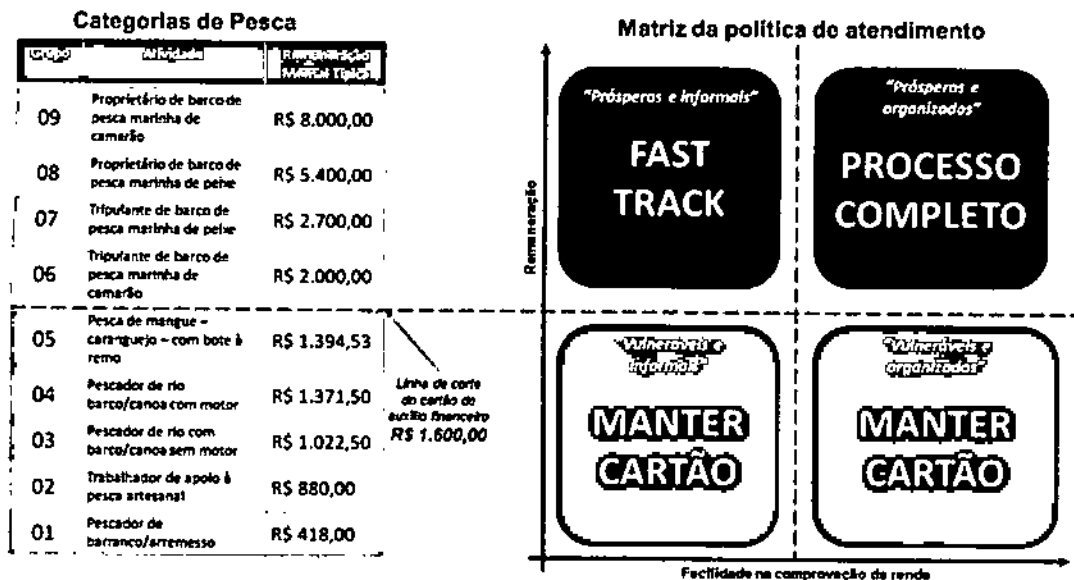 Categorias de Pesca
Grupo Atividade Remuneração
Mensal Típica
09 Proprietário de barco de
pesca marinha de
camarão R$ 8.000,00
08 Proprietário de barco de
pesca marinha de peixe R$ 5.400,00
07 Tripulante de barco de
pesca marinha de peixe R$ 2.700,00
06 Tripulante de barco de
pesca marinha de
camarão R$ 2.000,00
05 Pesca de mangue –
caranguejo – com bote à
remo R$ 1.394,53
04 Pescador de rio
barco/canoa com motor R$ 1.371,50
03 Pescador de rio com
barco/canoa sem motor R$ 1.022,50
02 Trabalhador de apoio à
pesca artesanal R$ 880,00
01 Pescador de
barranco/arremesso R$ 418,00
Linha de corte
do cartão do
auxílio financeiro
R$ 1.600,00
Matriz da política de atendimento
Remuneração
"Prósperos e informais"
FAST
TRACK
"Prósperos e
organizados"
PROCESSO
COMPLETO
"Vulneráveis e
informais"
MANTER
CARTÃO
"Vulneráveis e
organizados"
MANTER
CARTÃO
Facilidade na comprovação de renda